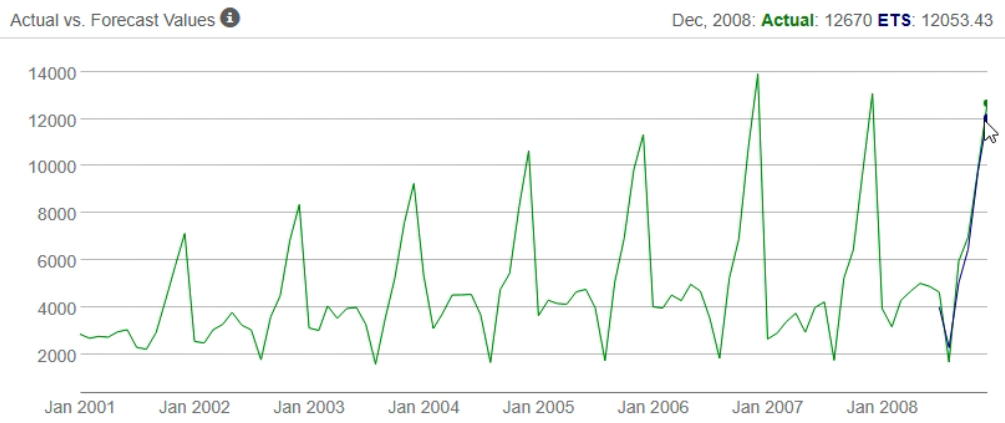 Actual vs. Forecast Values i
Dec, 2008: Actual: 12670 ETS: 12053.43
14000
12000
10000
8000
6000
4000
2000
Jan 2001 Jan 2002 Jan 2003 Jan 2004 Jan 2005 Jan 2006 Jan 2007 Jan 2008